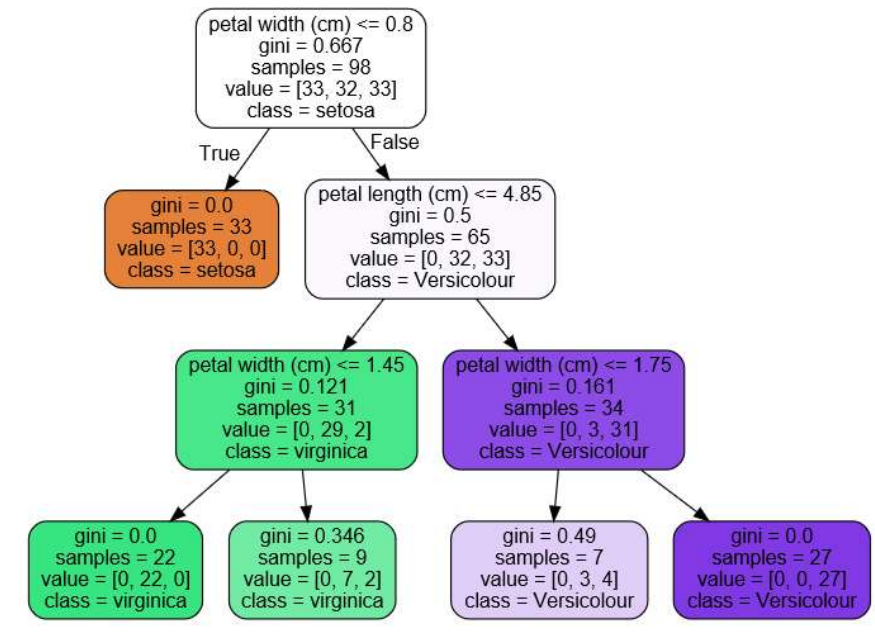 petal width (cm) <= 0.8
gini = 0.667
samples = 98
value = [33, 32, 33]
class = setosa
True
False
gini = 0.0
samples = 33
value = [33, 0, 0]
class = setosa
petal length (cm) <= 4.85
gini = 0.5
samples = 65
value = [0, 32, 33]
class = Versicolour
petal width (cm) <= 1.45
gini = 0.121
samples = 31
value = [0, 29, 2]
class = virginica
petal width (cm) <= 1.75
gini = 0.161
samples = 34
value = [0, 3, 31]
class = Versicolour
gini = 0.0
samples = 22
value = [0, 22, 0]
class = virginica
gini = 0.346
samples = 9
value = [0, 7, 2]
class = virginica
gini = 0.49
samples = 7
value = [0, 3, 4]
class = Versicolour
gini = 0.0
samples = 27
value = [0, 0, 27]
class = Versicolour